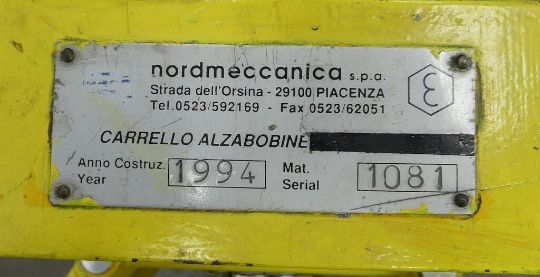 nordmeccanica s.p.a.
Strada dell'Orsina - 29100 PIACENZA
Tel.0523/592169 - Fax 0523/62051
CARRELLO ALZABOBINE
Anno Costruz. 1994 Mat. 1081
Year Serial